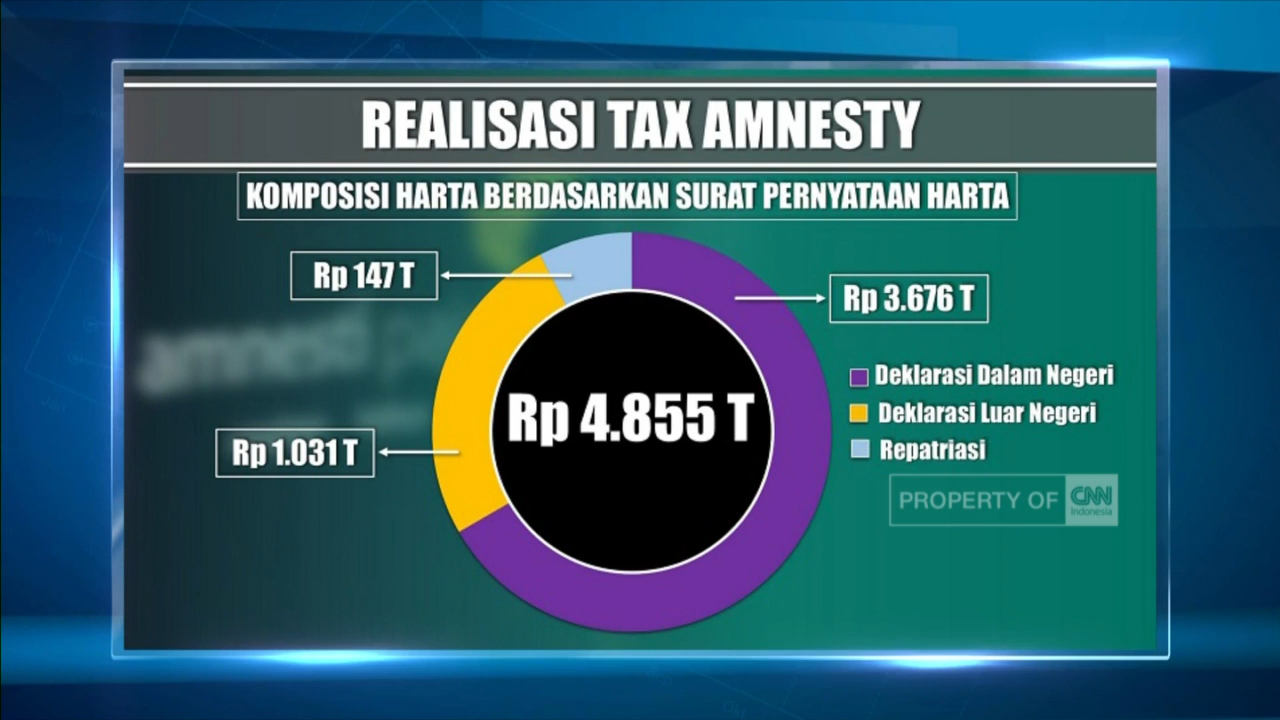 REALISASI TAX AMNESTY
KOMPOSISI HARTA BERDASARKAN SURAT PERNYATAAN HARTA
Rp 147 T
Rp 3.676 T
Rp 4.855 T
Rp 1.031 T
Deklarasi Dalam Negeri
Deklarasi Luar Negeri
Repatriasi
PROPERTY OF CNN Indonesia
amnesti